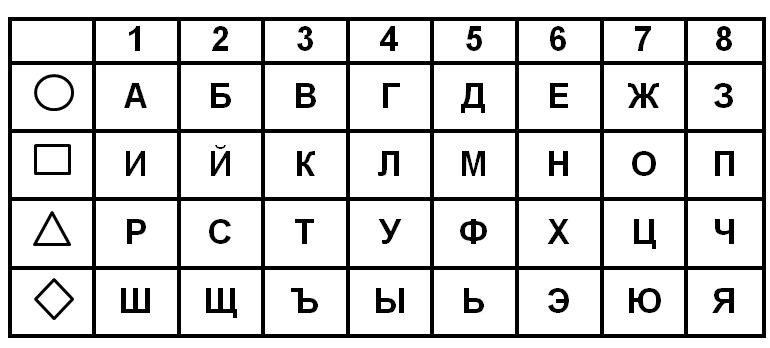 1 2 3 4 5 6 7 8
А Б В Г Д Е Ж З
И Й К Л М Н О П
Р С Т У Ф Х Ц Ч
Ш Щ Ъ Ы Ь Э Ю Я